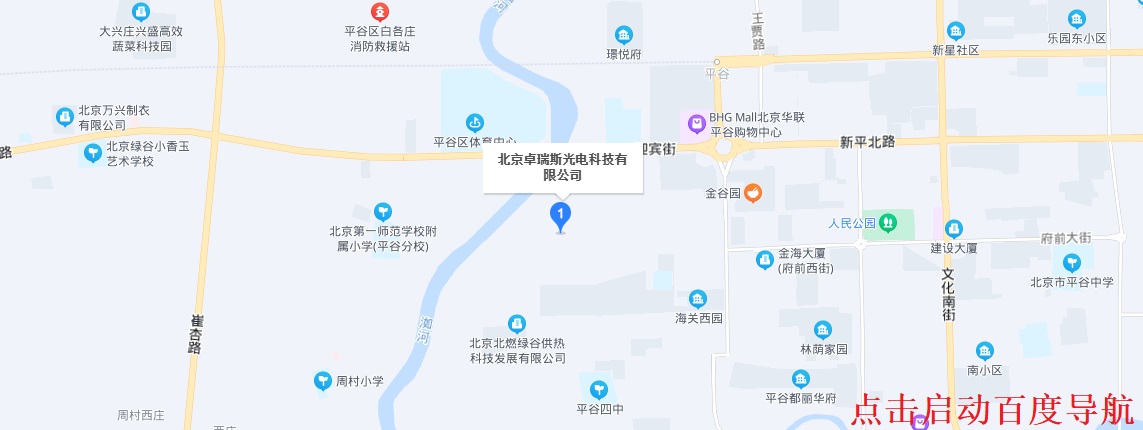 河
大兴庄兴盛高效
蔬菜科技园
平谷区白各庄
消防救援站
璟悦府
王贾路
新星社区
乐园东小区
平谷
北京万兴制衣
有限公司
BHG Mall北京华联
平谷购物中心
平谷区体育中心
路
北京绿谷小香玉
艺术学校
迎宾街
新平北路
北京卓瑞斯光电科技有
限公司
1
金谷园
北京第一师范学校附
属小学(平谷分校)
人民公园
建设大厦
府前大街
金海大厦
(府前西街)
北京市平谷中学
文化南街
海关西园
崔杏路
洳河
北京北燃绿谷供热
科技发展有限公司
林荫家园
南小区
周村小学
平谷都丽华府
平谷四中
周村西庄
西庄
点击启动百度导航